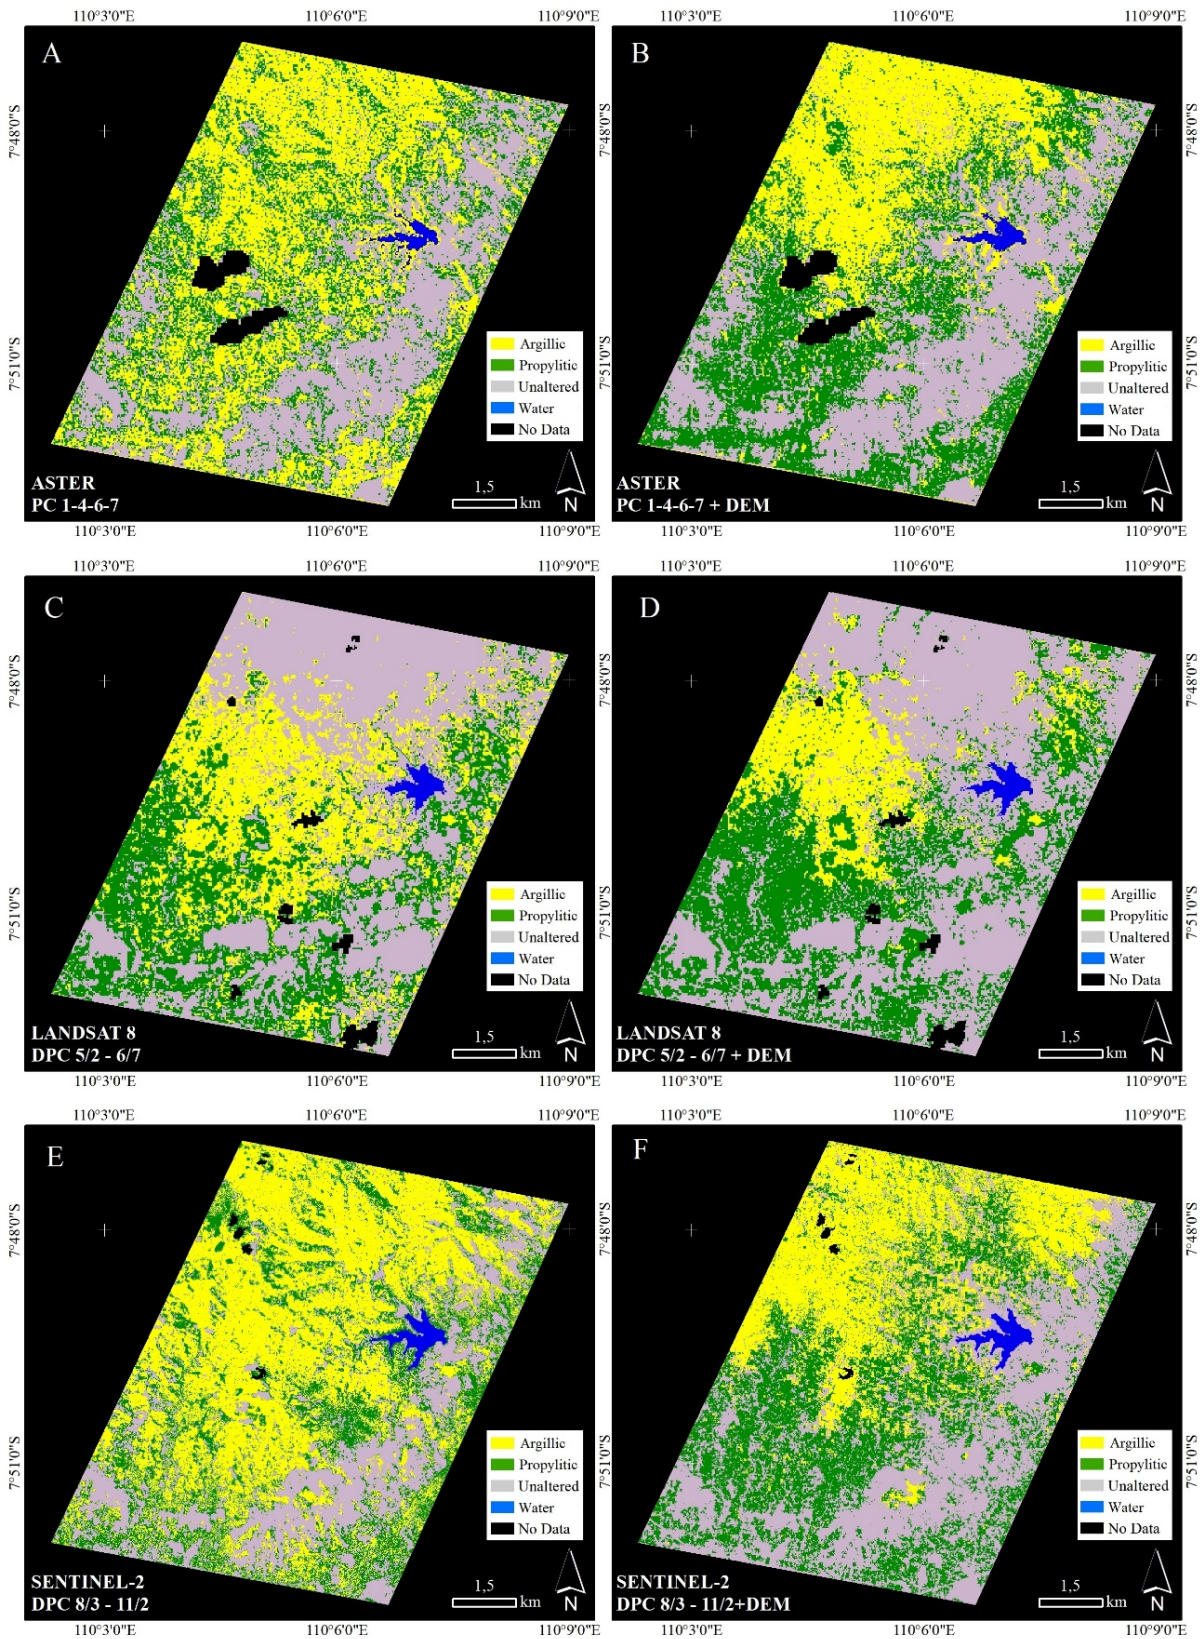 110°3'0"E 110°6'0"E 110°9'0"E 110°3'0"E 110°6'0"E 110°9'0"E
A
B
7°48'0"S 7°48'0"S 7°48'0"S
7°51'0"S 7°51'0"S 7°51'0"S
Argillic
Propylitic
Unaltered
Water
No Data
ASTER
PC 1-4-6-7
1,5
km
N
Argillic
Propylitic
Unaltered
Water
No Data
ASTER
PC 1-4-6-7 + DEM
1,5
km
N
110°3'0"E 110°6'0"E 110°9'0"E 110°3'0"E 110°6'0"E 110°9'0"E
110°3'0"E 110°6'0"E 110°9'0"E 110°3'0"E 110°6'0"E 110°9'0"E
C
D
7°48'0"S 7°48'0"S 7°48'0"S
7°51'0"S 7°51'0"S 7°51'0"S
Argillic
Propylitic
Unaltered
Water
No Data
LANDSAT 8
DPC 5/2 - 6/7
1,5
km
N
Argillic
Propylitic
Unaltered
Water
No Data
LANDSAT 8
DPC 5/2 - 6/7 + DEM
1,5
km
N
110°3'0"E 110°6'0"E 110°9'0"E 110°3'0"E 110°6'0"E 110°9'0"E
110°3'0"E 110°6'0"E 110°9'0"E 110°3'0"E 110°6'0"E 110°9'0"E
E
F
7°48'0"S 7°48'0"S 7°48'0"S
7°51'0"S 7°51'0"S 7°51'0"S
Argillic
Propylitic
Unaltered
Water
No Data
SENTINEL-2
DPC 8/3 - 11/2
1,5
km
N
Argillic
Propylitic
Unaltered
Water
No Data
SENTINEL-2
DPC 8/3 - 11/2+DEM
1,5
km
N
110°3'0"E 110°6'0"E 110°9'0"E 110°3'0"E 110°6'0"E 110°9'0"E